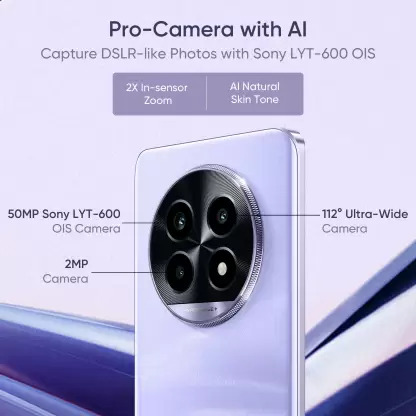 Pro-Camera with AI
Capture DSLR-like Photos with Sony LYT-600 OIS
2X In-sensor
Zoom
AI Natural
Skin Tone
50MP Sony LYT-600
OIS Camera
112° Ultra-Wide
Camera
2MP
Camera